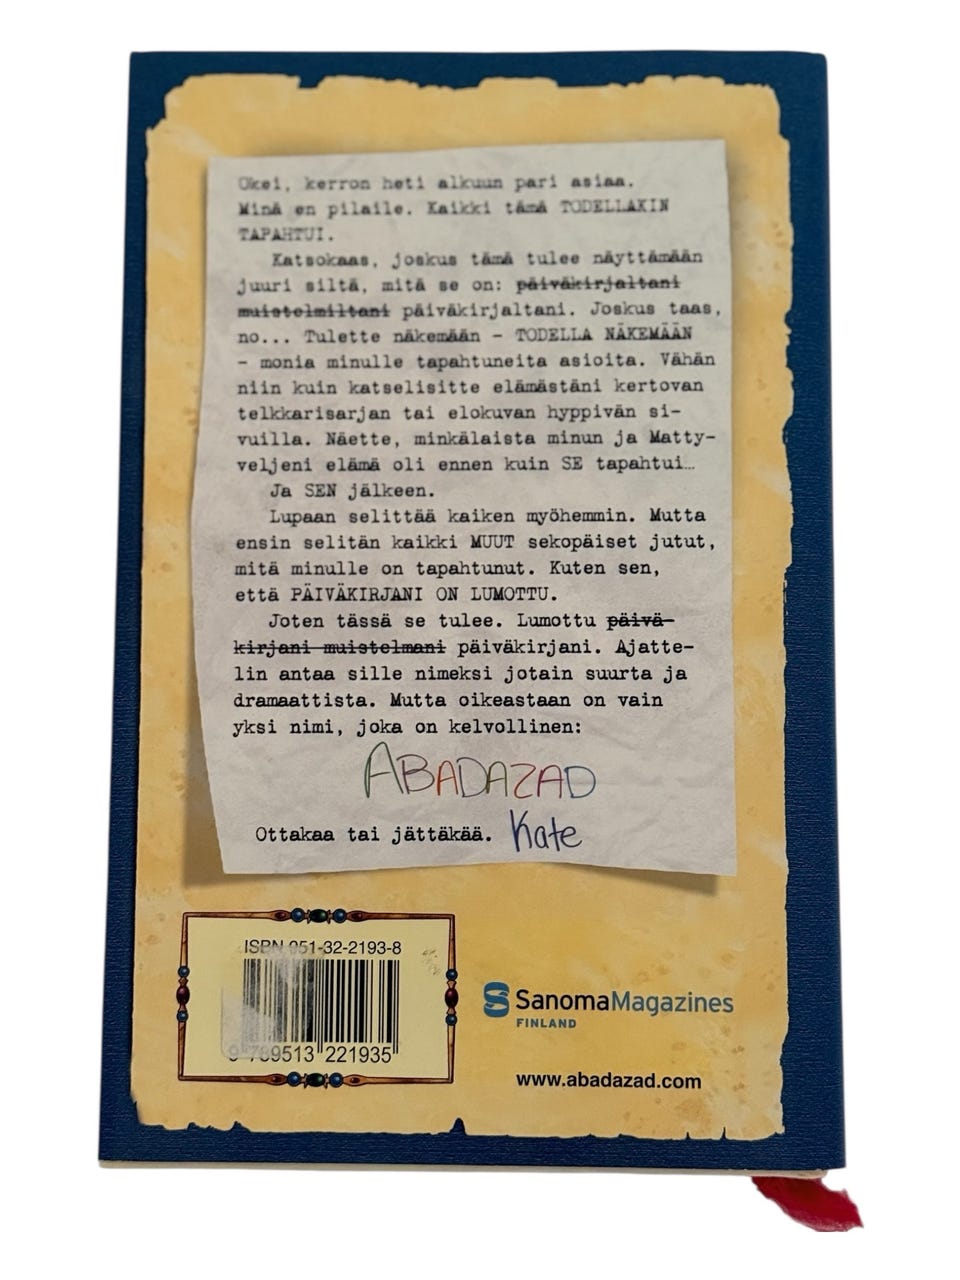 Okei, kerron heti alkuun pari asiaa.
Minä en pilaile. Kaikki tämä TODELLAKIN
TAPAHTUI.
Katsokaas, joskus tämä tulee näyttämään
juuri siltä, mitä se on: päiväkirjaltani
muistelmiltani päiväkirjaltani. Joskus taas,
no... Tulette näkemään – TODELLA NÄKEMÄÄN
– monia minulle tapahtuneita asioita. Vähän
niin kuin katselisitte elämästäni kertovan
telkkarisarjan tai elokuvan hyppivän si-
vuilla. Näette, minkälaista minun ja Matty-
veljeni elämä oli ennen kuin SE tapahtui…
Ja SEN jälkeen.
Lupaan selittää kaiken myöhemmin. Mutta
ensin selitän kaikki MUUT sekopäiset jutut,
mitä minulle on tapahtunut. Kuten sen,
että PÄIVÄKIRJANI ON LUMOTTU.
Joten tässä se tulee. Lumottu päivä-
kirjani muistelmani päiväkirjani. Ajatte-
lin antaa sille nimeksi jotain suurta ja
dramaattista. Mutta oikeastaan on vain
yksi nimi, joka on kelvollinen:
ABADAZAD
Ottakaa tai jättäkää. Kate
ISBN 951-32-2193-8
9 789513 221935
SanomaMagazines
FINLAND
www.abadazad.com